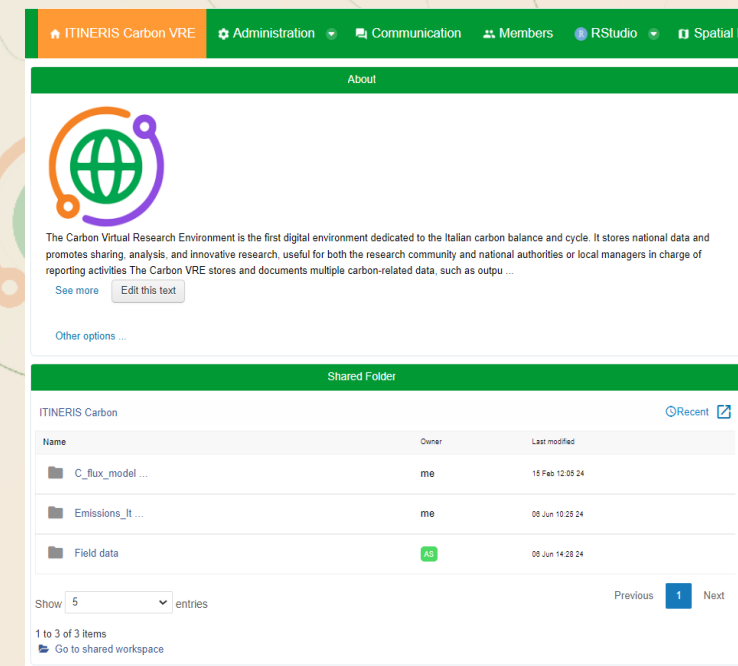 ITINERIS Carbon VRE Administration Communication Members RStudio Spatial
About
The Carbon Virtual Research Environment is the first digital environment dedicated to the Italian carbon balance and cycle. It stores national data and
promotes sharing, analysis, and innovative research, useful for both the research community and national authorities or local managers in charge of
reporting activities The Carbon VRE stores and documents multiple carbon-related data, such as outpu ...
See more Edit this text
Other options ...
Shared Folder
ITINERIS Carbon Recent
Name Owner Last modified
C_flux_model ... me 15 Feb 12:05 24
Emissions_It ... me 06 Jun 10:25 24
Field data AS 06 Jun 14:28 24
Show 5 entries Previous 1 Next
1 to 3 of 3 items
Go to shared workspace